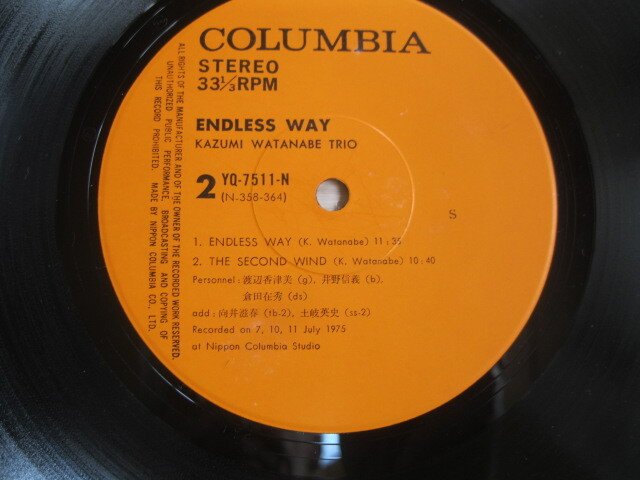 COLUMBIA
STEREO
33⅓RPM
ENDLESS WAY
KAZUMI WATANABE TRIO
2 YQ-7511-N
(N-358-364)
S
1. ENDLESS WAY (K. Watanabe) 11:35
2. THE SECOND WIND (K. Watanabe) 10:40
Personnel: 渡辺香津美 (g), 井野信義 (b),
倉田在秀 (ds)
add: 向井滋春 (tb-2), 土岐英史 (ss-2)
Recorded on 7, 10, 11 July 1975
at Nippon Columbia Studio
ALL RIGHTS OF THE MANUFACTURER AND OF THE OWNER OF THE RECORDED WORK RESERVED.
UNAUTHORIZED PUBLIC PERFORMANCE, BROADCASTING AND COPYING OF
THIS RECORD PROHIBITED. MADE BY NIPPON COLUMBIA CO., LTD.